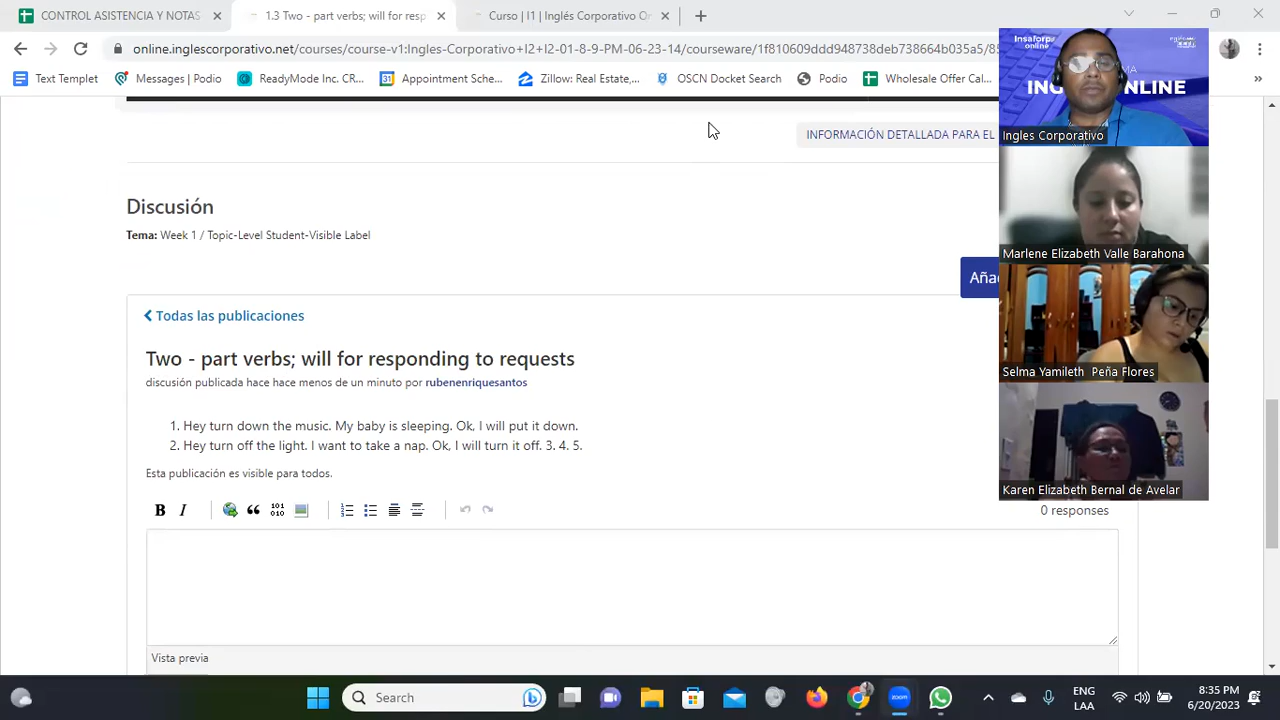 CONTROL ASISTENCIA Y NOTAS
1.3 Two - part verbs; will for resp
Curso | I1 | Inglés Corporativo On
online.inglescorporativo.net/
/course-v1:Ingles-Corporativo+I2+I2-01-8-9-PM-06-23-14/courseware/1f810609ddd948738deb738664b035a5/8
Text Templet
Messages | Podio
ReadyMode Inc. CR...
Appointment Sche...
Zillow: Real Estate,...
OSCN Docket Search
Podio
Wholesale Offer Cal...
»
INFORMACIÓN DETALLADA PARA EL
Discusión
Tema: Week 1 / Topic-Level Student-Visible Label
Aña
Todas las publicaciones
Two - part verbs; will for responding to requests
discusión publicada hace hace menos de un minuto por rubenenriquesantos
1. Hey turn down the music. My baby is sleeping. Ok, I will put it down.
2. Hey turn off the light. I want to take a nap. Ok, I will turn it off. 3. 4. 5.
Esta publicación es visible para todos.
B I
0 responses
Vista previa
Insaforp
online
ING
NLINE
Ingles Corporativo
Marlene Elizabeth Valle Barahona
Selma Yamileth Peña Flores
Karen Elizabeth Bernal de Avelar
Search
zoom
ENG
LAA
8:35 PM
6/20/2023